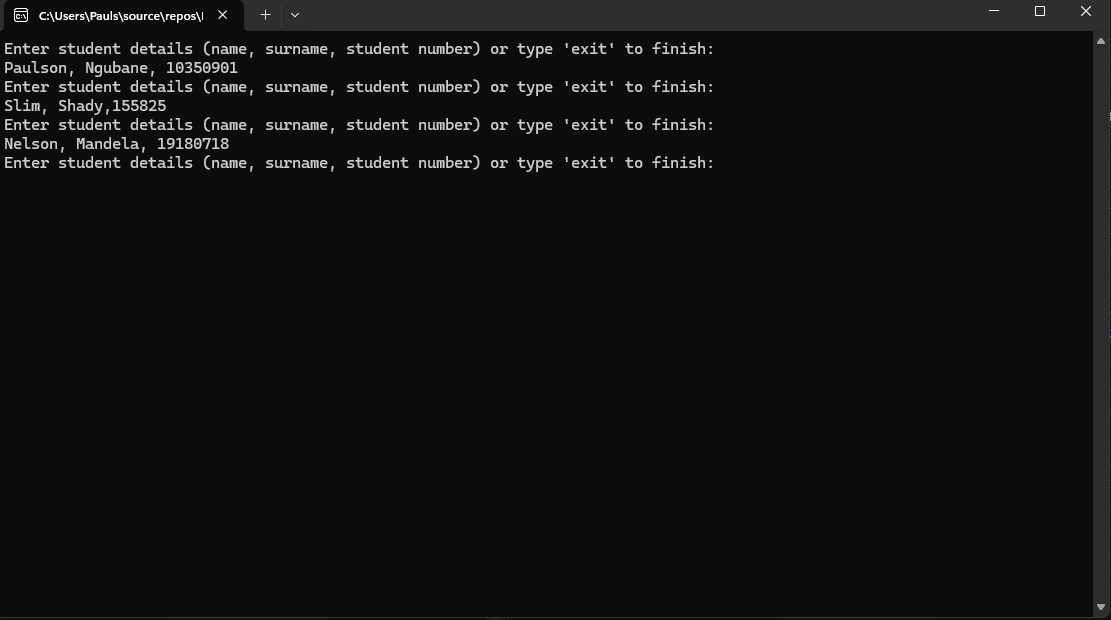 C:\Users\Pauls\source\repos\
Enter student details (name, surname, student number) or type 'exit' to finish:
Paulson, Ngubane, 10350901
Enter student details (name, surname, student number) or type 'exit' to finish:
Slim, Shady,155825
Enter student details (name, surname, student number) or type 'exit' to finish:
Nelson, Mandela, 19180718
Enter student details (name, surname, student number) or type 'exit' to finish: